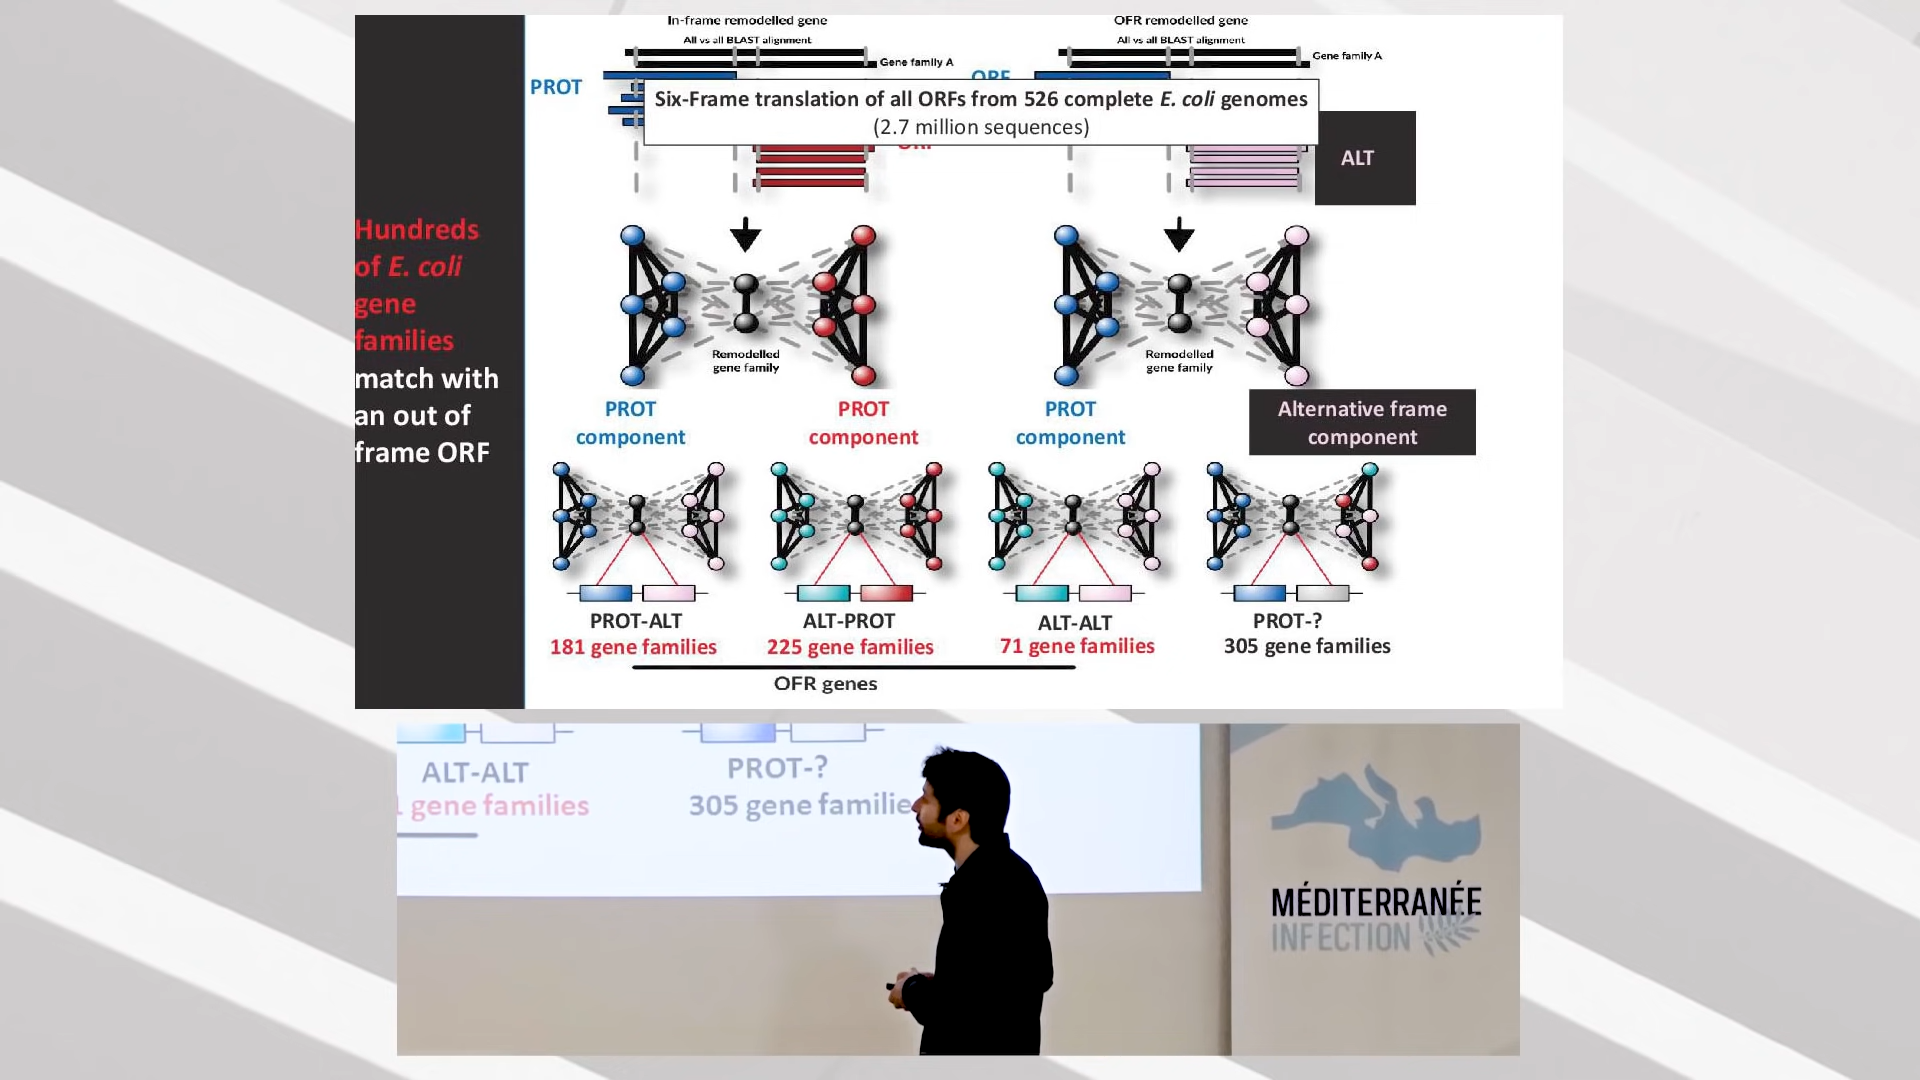 In-frame remodelled gene
All vs all BLAST alignment
Gene family A
PROT
OFR remodelled gene
All vs all BLAST alignment
Gene family A
ORF
Six-Frame translation of all ORFs from 526 complete E. coli genomes
(2.7 million sequences)
ORF
ALT
Hundreds
of E. coli
gene
families
match with
an out of
frame ORF
Remodelled
gene family
Remodelled
gene family
PROT
component
PROT
component
PROT
component
Alternative frame
component
PROT-ALT
181 gene families
ALT-PROT
225 gene families
ALT-ALT
71 gene families
PROT-?
305 gene families
OFR genes
ALT-ALT
1 gene families
PROT-?
305 gene familie
MÉDITERRANÉE
INFECTION